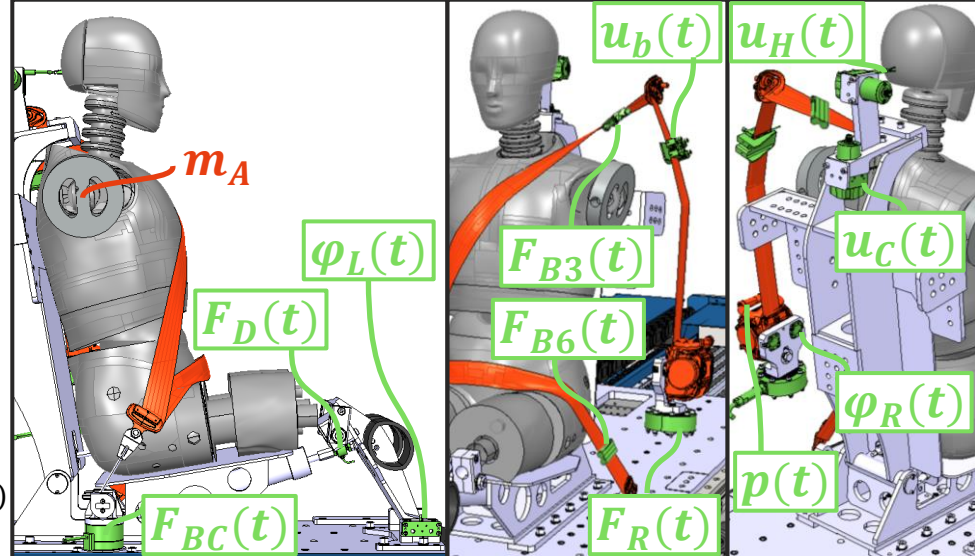 m_A
φ_L(t)
F_D(t)
F_BC(t)
u_b(t)
F_B3(t)
F_B6(t)
F_R(t)
u_H(t)
u_C(t)
φ_R(t)
p(t)
)